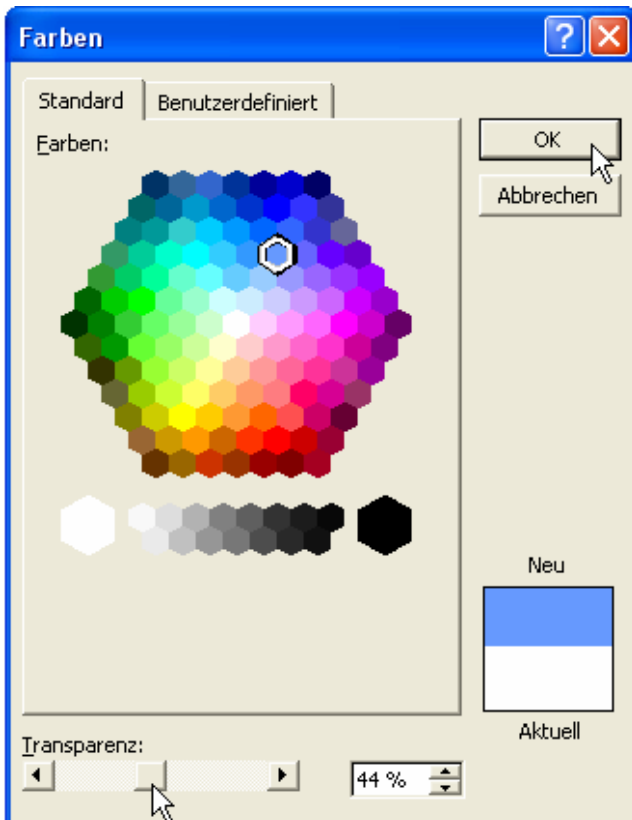 Farben
Standard
Benutzerdefiniert
Farben:
OK
Abbrechen
Neu
Aktuell
Transparenz:
44 %